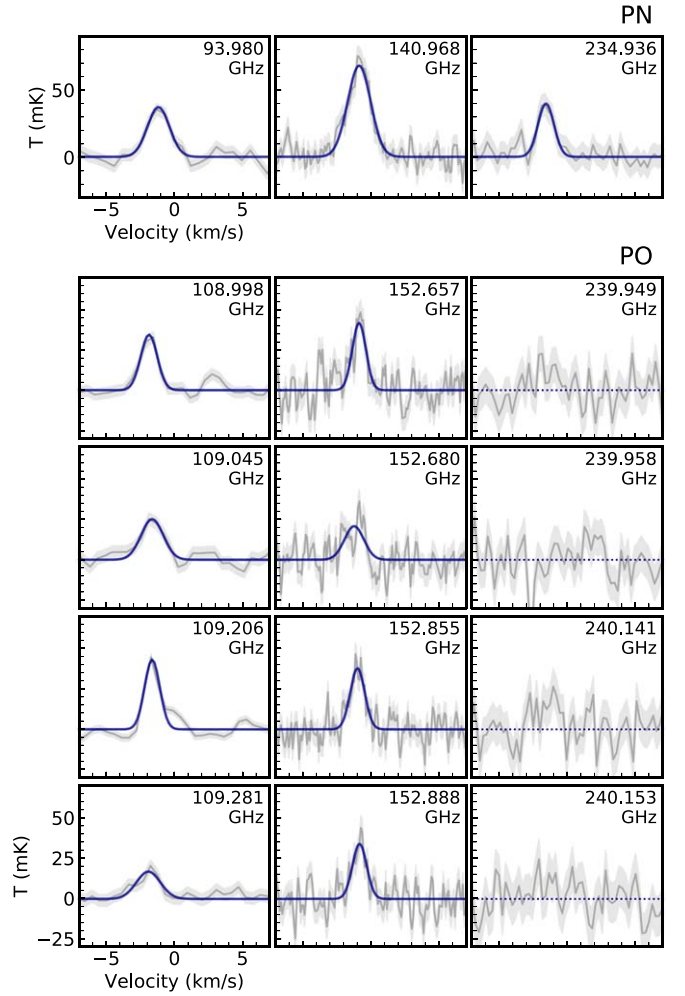 PN
93.980
GHz
140.968
GHz
234.936
GHz
50
0
T (mK)
−5 0 5
Velocity (km/s)
PO
108.998
GHz
152.657
GHz
239.949
GHz
109.045
GHz
152.680
GHz
239.958
GHz
109.206
GHz
152.855
GHz
240.141
GHz
109.281
GHz
152.888
GHz
240.153
GHz
50
25
0
−25
T (mK)
−5 0 5
Velocity (km/s)